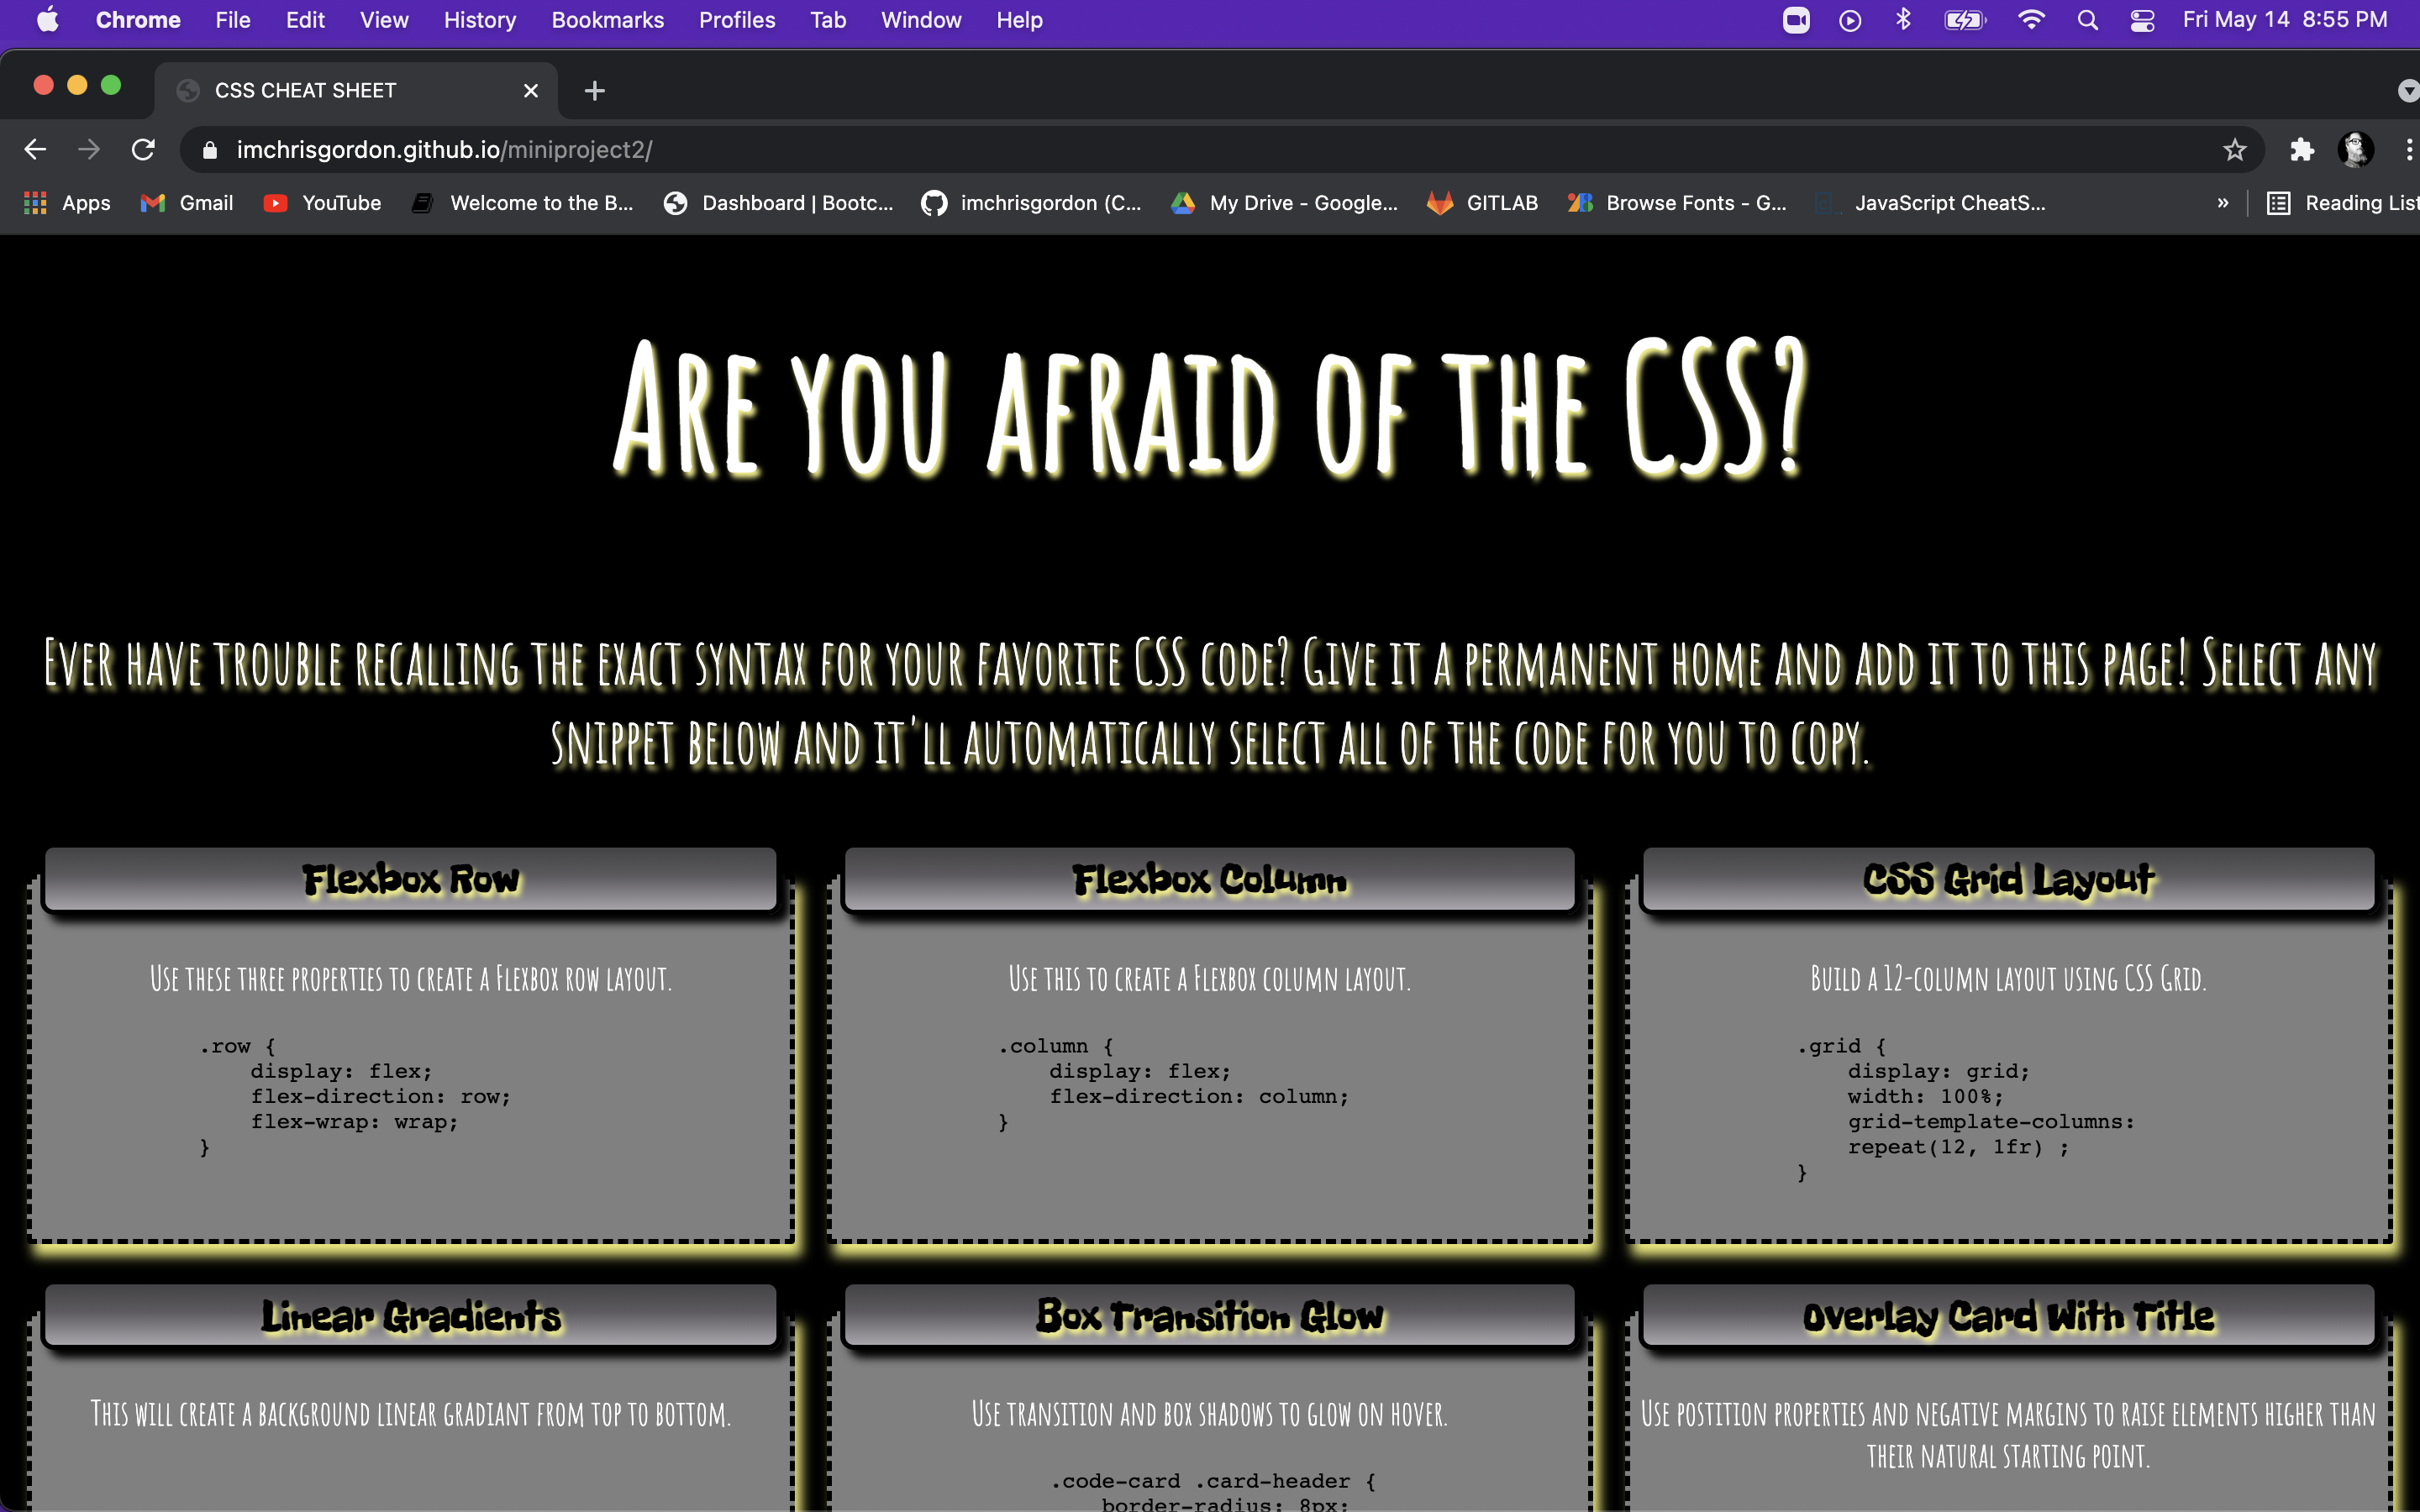 Chrome File Edit View History Bookmarks Profiles Tab Window Help Fri May 14 8:55 PM
CSS CHEAT SHEET
imchrisgordon.github.io/miniproject2/
Apps Gmail YouTube Welcome to the B... Dashboard | Bootc... imchrisgordon (C... My Drive - Google... GITLAB Browse Fonts - G... JavaScript CheatS... » Reading List
Are you afraid of the CSS?
Ever have trouble recalling the exact syntax for your favorite CSS code? Give it a permanent home and add it to this page! Select any
snippet below and it'll automatically select all of the code for you to copy.
Flexbox Row
Use these three properties to create a Flexbox row layout.
.row {
display: flex;
flex-direction: row;
flex-wrap: wrap;
}
Flexbox Column
Use this to create a Flexbox column layout.
.column {
display: flex;
flex-direction: column;
}
CSS Grid Layout
Build a 12-column layout using CSS Grid.
.grid {
display: grid;
width: 100%;
grid-template-columns:
repeat(12, 1fr) ;
}
Linear Gradients
This will create a background linear gradiant from top to bottom.
Box Transition Glow
Use transition and box shadows to glow on hover.
.code-card .card-header {
border-radius: 8px;
Overlay Card With Title
Use postition properties and negative margins to raise elements higher than
their natural starting point.